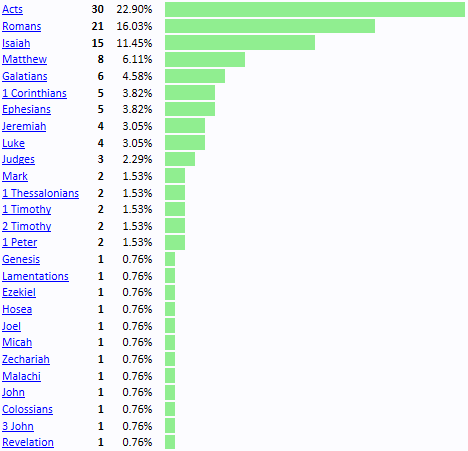 Acts 30 22.90%
Romans 21 16.03%
Isaiah 15 11.45%
Matthew 8 6.11%
Galatians 6 4.58%
1 Corinthians 5 3.82%
Ephesians 5 3.82%
Jeremiah 4 3.05%
Luke 4 3.05%
Judges 3 2.29%
Mark 2 1.53%
1 Thessalonians 2 1.53%
1 Timothy 2 1.53%
2 Timothy 2 1.53%
1 Peter 2 1.53%
Genesis 1 0.76%
Lamentations 1 0.76%
Ezekiel 1 0.76%
Hosea 1 0.76%
Joel 1 0.76%
Micah 1 0.76%
Zechariah 1 0.76%
Malachi 1 0.76%
John 1 0.76%
Colossians 1 0.76%
3 John 1 0.76%
Revelation 1 0.76%